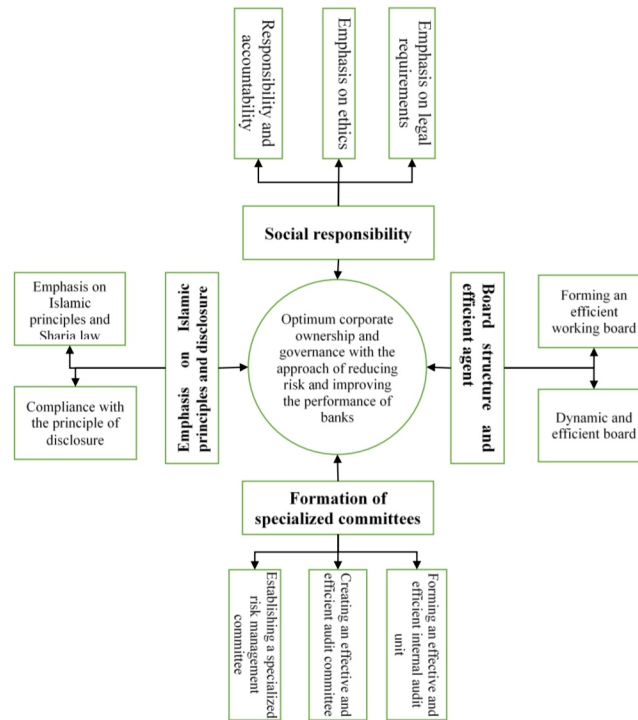 Responsibility and
accountability
Emphasis on ethics
Emphasis on legal
requirements
Social responsibility
Emphasis on
Islamic
principles and
Sharia law
Compliance with
the principle of
disclosure
Emphasis on Islamic
principles and disclosure
Optimum corporate
ownership and
governance with the
approach of reducing
risk and improving
the performance of
banks
Board structure and
efficient agent
Forming an
efficient
working board
Dynamic and
efficient board
Formation of
specialized committees
Establishing a specialized
risk management
committee
Creating an effective and
efficient audit committee
Forming an effective and
efficient internal audit
unit